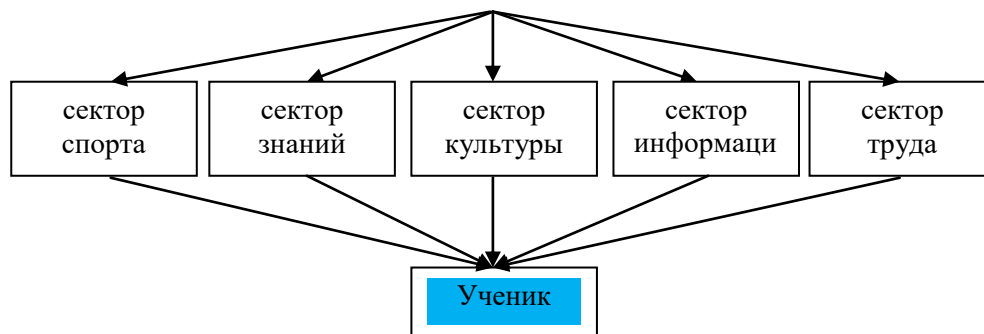 сектор
спорта
сектор
знаний
сектор
культуры
сектор
информаци
сектор
труда
Ученик